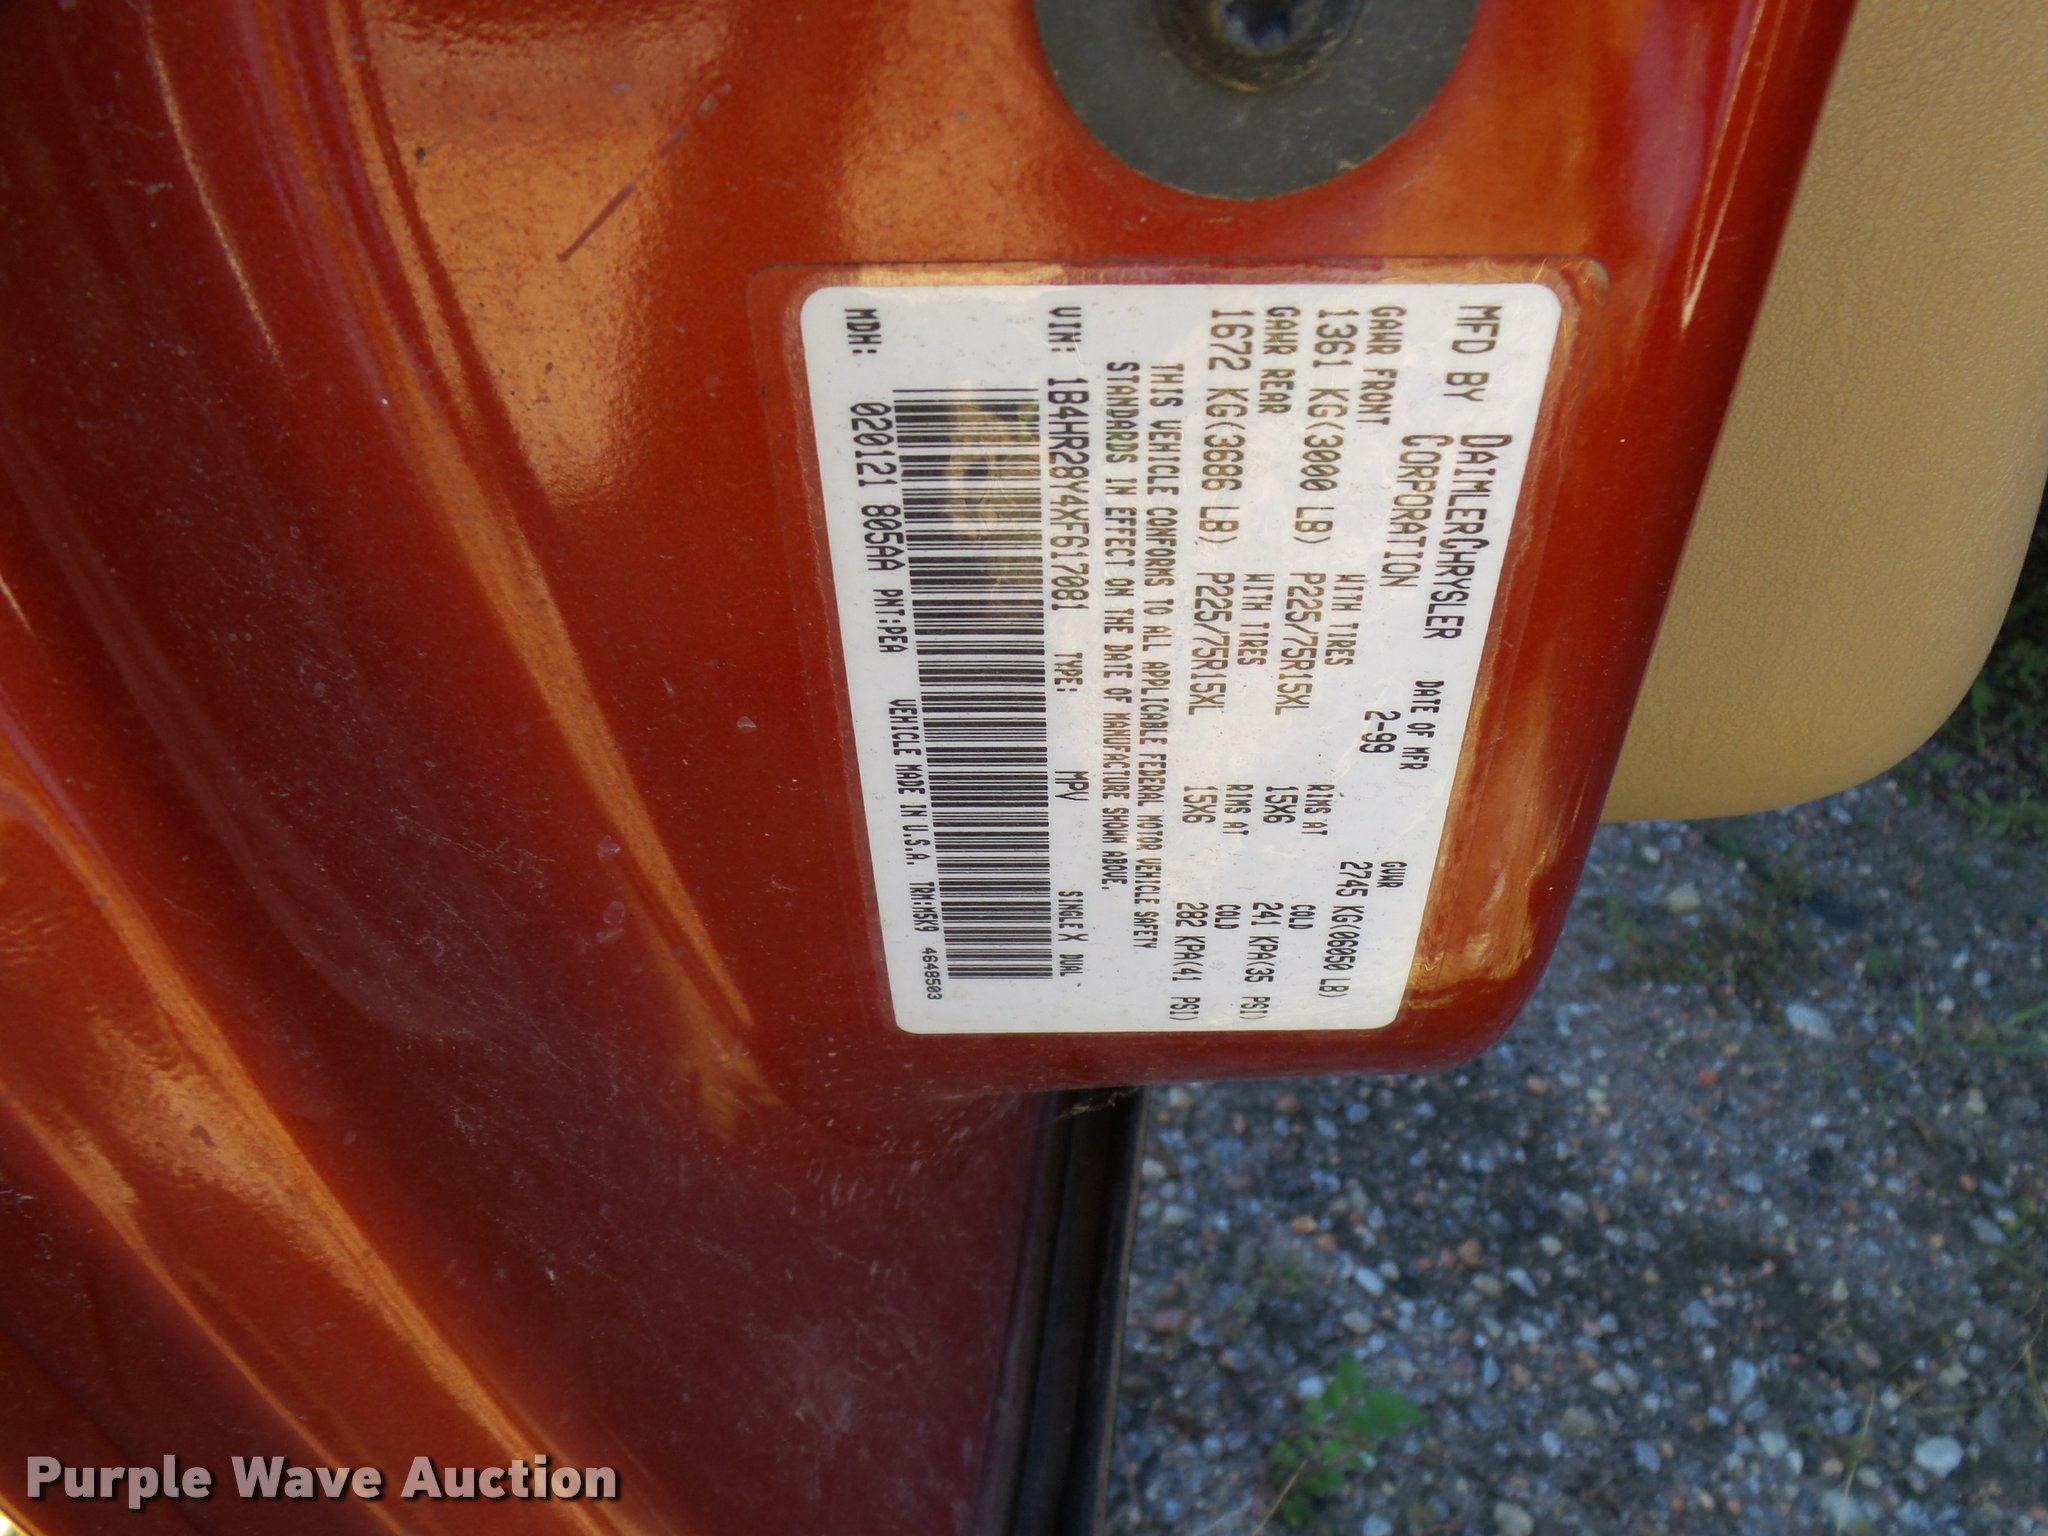 MFD BY DAIMLERCHRYSLER CORPORATION
DATE OF MFR 2-99
GVWR 2745 KG(06050 LB)
GAWR FRONT WITH TIRES RIMS AT COLD
1361 KG(3000 LB) P225/75R15XL 15X6 241 KPA(35 PSI)
GAWR REAR WITH TIRES RIMS AT COLD
1672 KG(3686 LB) P225/75R15XL 15X6 282 KPA(41 PSI)
THIS VEHICLE CONFORMS TO ALL APPLICABLE FEDERAL MOTOR VEHICLE SAFETY
STANDARDS IN EFFECT ON THE DATE OF MANUFACTURE SHOWN ABOVE.
VIN: 1B4HR28Y4XF617081 TYPE: MPV SINGLE X DUAL
MDH: 020121 805AA PNT:PEA VEHICLE MADE IN U.S.A. TRM:M5K9 4648503
Purple Wave Auction